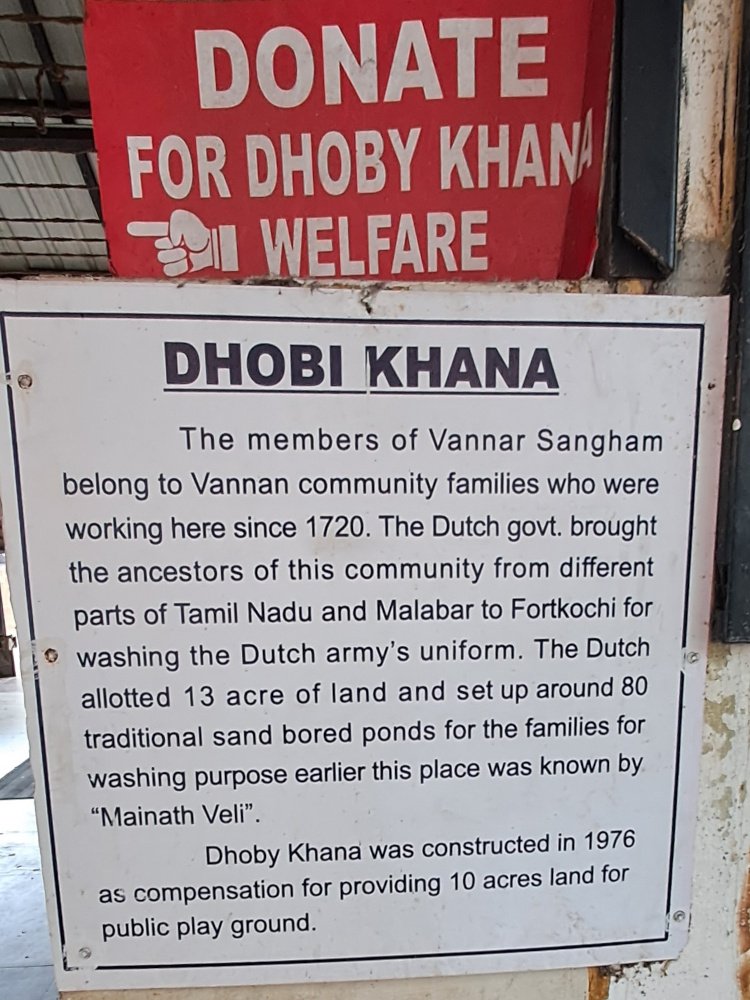 DONATE
FOR DHOBY KHANA
WELFARE
DHOBI KHANA
The members of Vannar Sangham
belong to Vannan community families who were
working here since 1720. The Dutch govt. brought
the ancestors of this community from different
parts of Tamil Nadu and Malabar to Fortkochi for
washing the Dutch army's uniform. The Dutch
allotted 13 acre of land and set up around 80
traditional sand bored ponds for the families for
washing purpose earlier this place was known by
“Mainath Veli”.
Dhoby Khana was constructed in 1976
as compensation for providing 10 acres land for
public play ground.